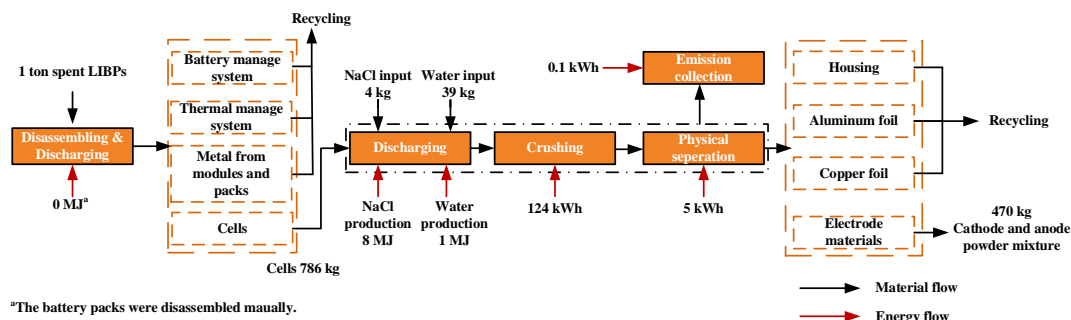 Recycling
1 ton spent LIBPs
Disassembling &
Discharging
0 MJᵃ
Battery manage
system
Thermal manage
system
Metal from
modules and
packs
Cells
Cells 786 kg
NaCl input
4 kg
Water input
39 kg
Discharging
NaCl
production
8 MJ
Water
production
1 MJ
Crushing
124 kWh
0.1 kWh
Emission
collection
Physical
seperation
5 kWh
Housing
Aluminum foil
Copper foil
Electrode
materials
Recycling
470 kg
Cathode and anode
powder mixture
Material flow
Energy flow
ᵃThe battery packs were disassembled maually.